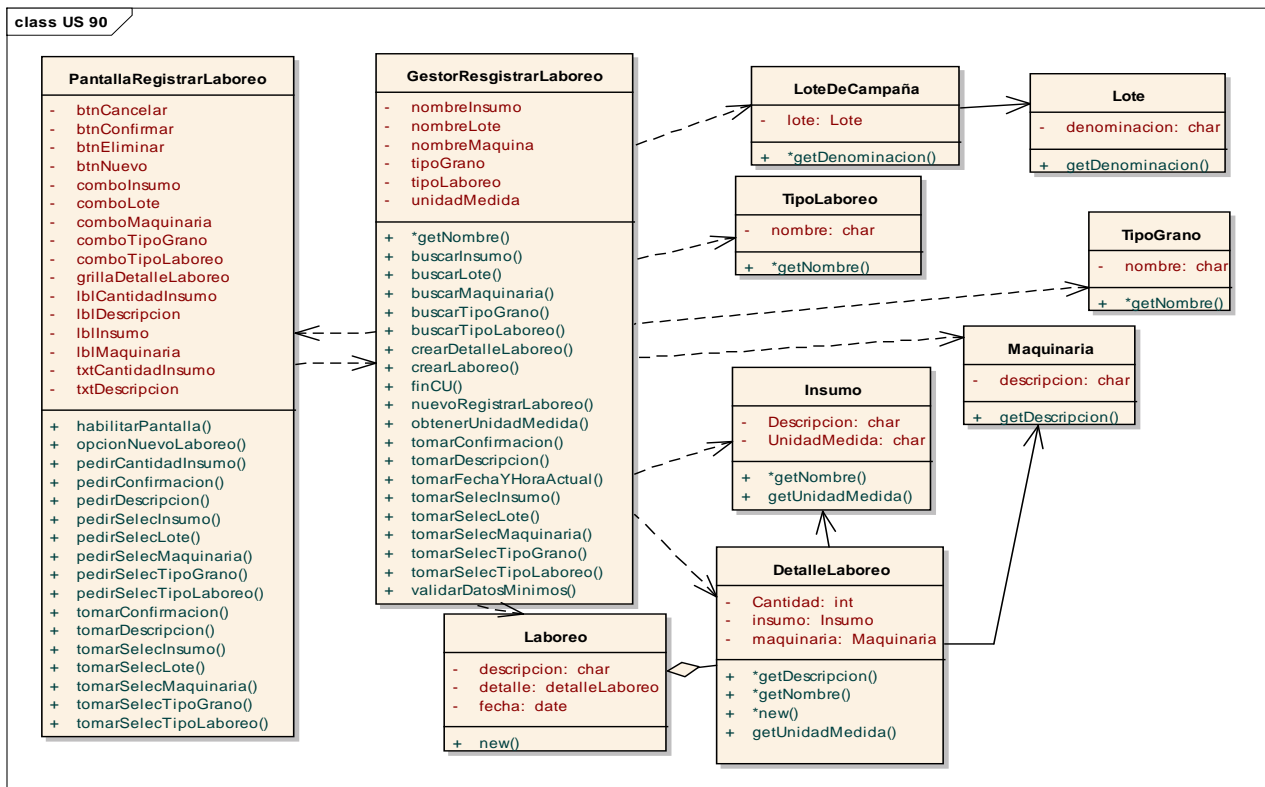 class US 90
PantallaRegistrarLaboreo
- btnCancelar
- btnConfirmar
- btnEliminar
- btnNuevo
- comboInsumo
- comboLote
- comboMaquinaria
- comboTipoGrano
- comboTipoLaboreo
- grillaDetalleLaboreo
- lblCantidadInsumo
- lblDescripcion
- lblInsumo
- lblMaquinaria
- txtCantidadInsumo
- txtDescripcion
+ habilitarPantalla()
+ opcionNuevoLaboreo()
+ pedirCantidadInsumo()
+ pedirConfirmacion()
+ pedirDescripcion()
+ pedirSelecInsumo()
+ pedirSelecLote()
+ pedirSelecMaquinaria()
+ pedirSelecTipoGrano()
+ pedirSelecTipoLaboreo()
+ tomarConfirmacion()
+ tomarDescripcion()
+ tomarSelecInsumo()
+ tomarSelecLote()
+ tomarSelecMaquinaria()
+ tomarSelecTipoGrano()
+ tomarSelecTipoLaboreo()
GestorResgistrarLaboreo
- nombreInsumo
- nombreLote
- nombreMaquina
- tipoGrano
- tipoLaboreo
- unidadMedida
+ *getNombre()
+ buscarInsumo()
+ buscarLote()
+ buscarMaquinaria()
+ buscarTipoGrano()
+ buscarTipoLaboreo()
+ crearDetalleLaboreo()
+ crearLaboreo()
+ finCU()
+ nuevoRegistrarLaboreo()
+ obtenerUnidadMedida()
+ tomarConfirmacion()
+ tomarDescripcion()
+ tomarFechaYHoraActual()
+ tomarSelecInsumo()
+ tomarSelecLote()
+ tomarSelecMaquinaria()
+ tomarSelecTipoGrano()
+ tomarSelecTipoLaboreo()
+ validarDatosMinimos()
LoteDeCampaña
- lote: Lote
+ *getDenominacion()
Lote
- denominacion: char
+ getDenominacion()
TipoLaboreo
- nombre: char
+ *getNombre()
TipoGrano
- nombre: char
+ *getNombre()
Maquinaria
- descripcion: char
+ getDescripcion()
Insumo
- Descripcion: char
- UnidadMedida: char
+ *getNombre()
+ getUnidadMedida()
DetalleLaboreo
- Cantidad: int
- insumo: Insumo
- maquinaria: Maquinaria
+ *getDescripcion()
+ *getNombre()
+ *new()
+ getUnidadMedida()
Laboreo
- descripcion: char
- detalle: detalleLaboreo
- fecha: date
+ new()